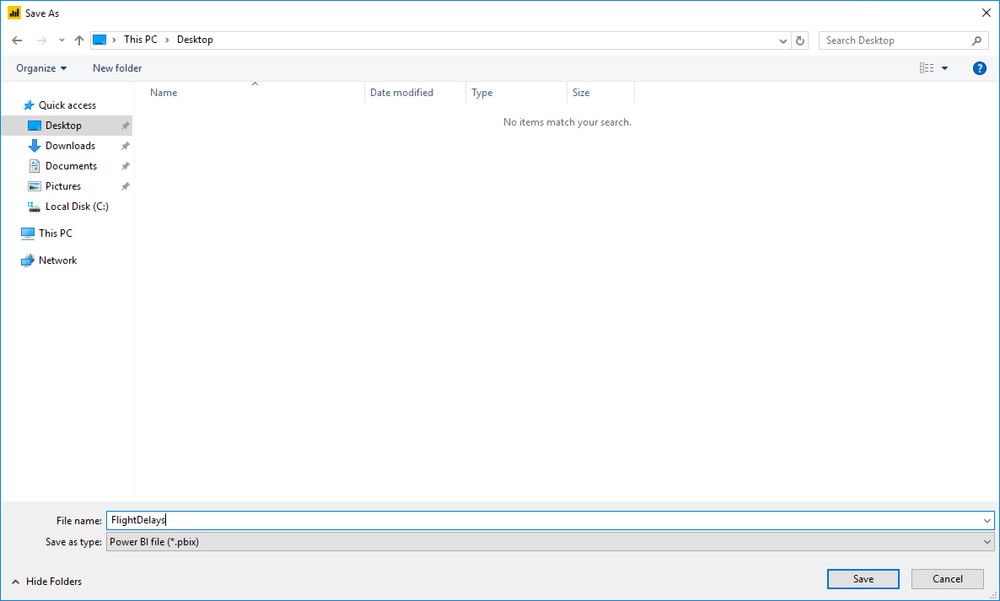 Save As
This PC > Desktop
Search Desktop
Organize
New folder
?
Name
Date modified
Type
Size
No items match your search.
Quick access
Desktop
Downloads
Documents
Pictures
Local Disk (C:)
This PC
Network
File name: FlightDelays
Save as type: Power BI file (*.pbix)
Hide Folders
Save
Cancel